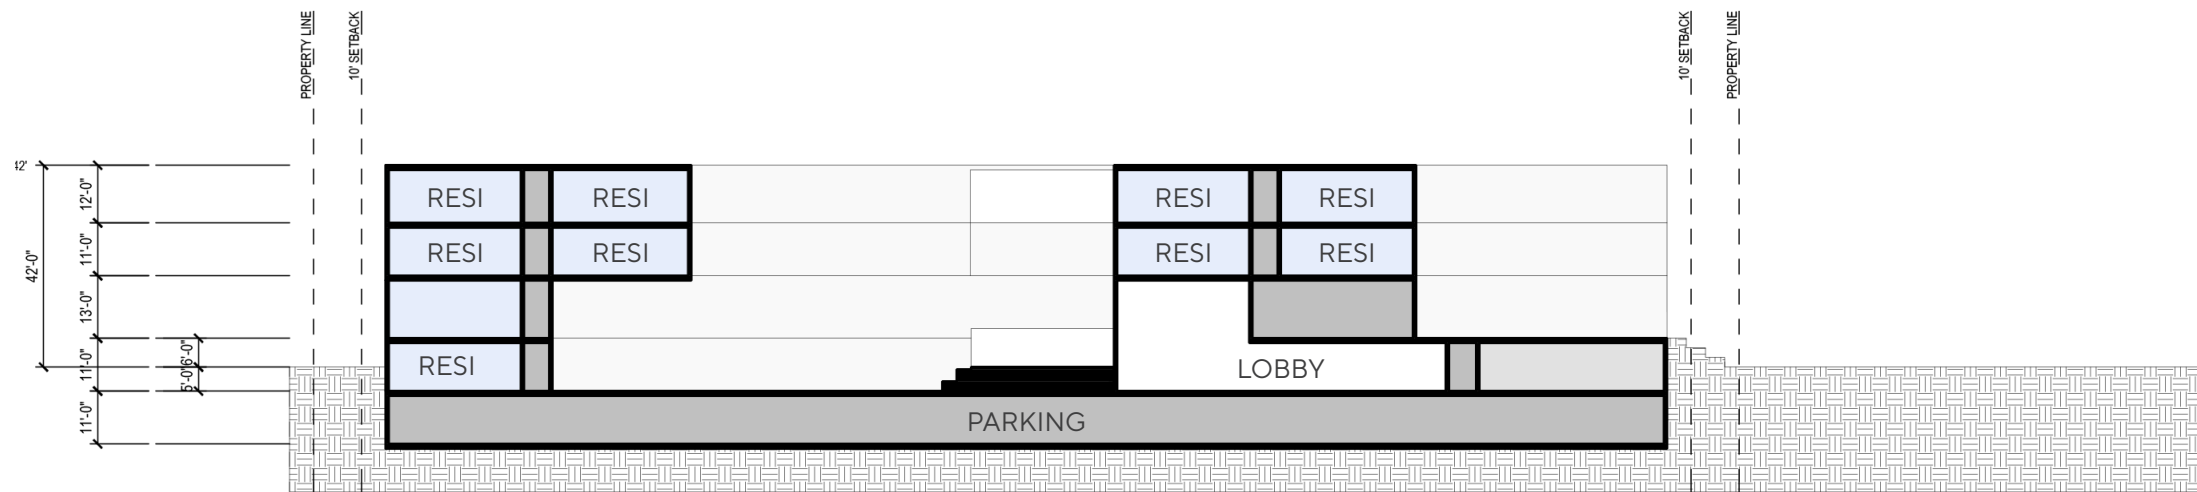 PROPERTY LINE
10' SETBACK
10' SETBACK
PROPERTY LINE
42'
42'-0"
12'-0"
11'-0"
13'-0"
11'-0"
6'-0"
5'-0"
11'-0"
RESI
RESI
RESI
RESI
RESI
RESI
RESI
RESI
RESI
LOBBY
PARKING